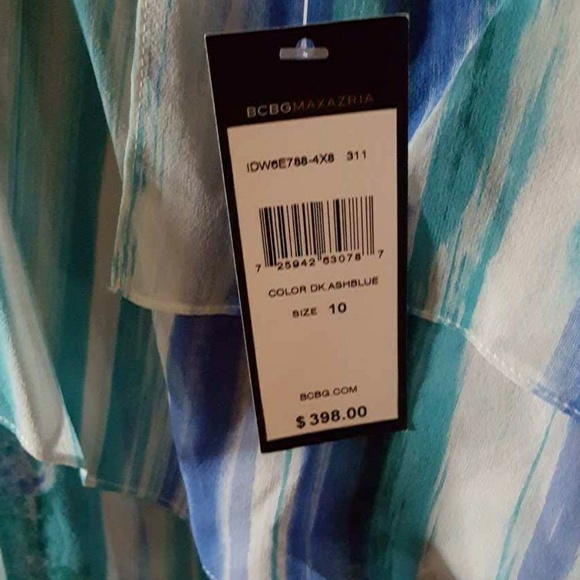 BCBGMAXAZRIA
IDW6E788-4X8 311
7 25942 63078 7
COLOR DK.ASHBLUE
SIZE 10
BCBG.COM
$398.00